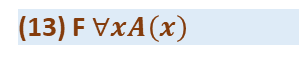 (13) F ∀xA(x)